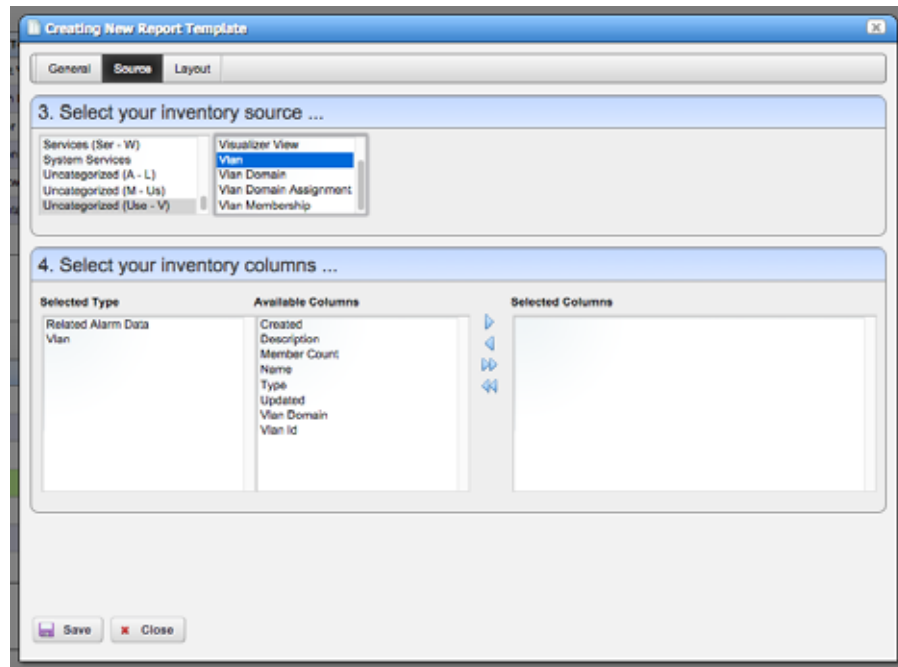 Creating New Report Template
General Source Layout
3. Select your inventory source ...
Services (Ser - W)
System Services
Uncategorized (A - L)
Uncategorized (M - Us)
Uncategorized (Use - V)
Visualizer View
Vlan
Vlan Domain
Vlan Domain Assignment
Vlan Membership
4. Select your inventory columns ...
Selected Type Available Columns Selected Columns
Related Alarm Data
Vlan
Created
Description
Member Count
Name
Type
Updated
Vlan Domain
Vlan Id
Save Close